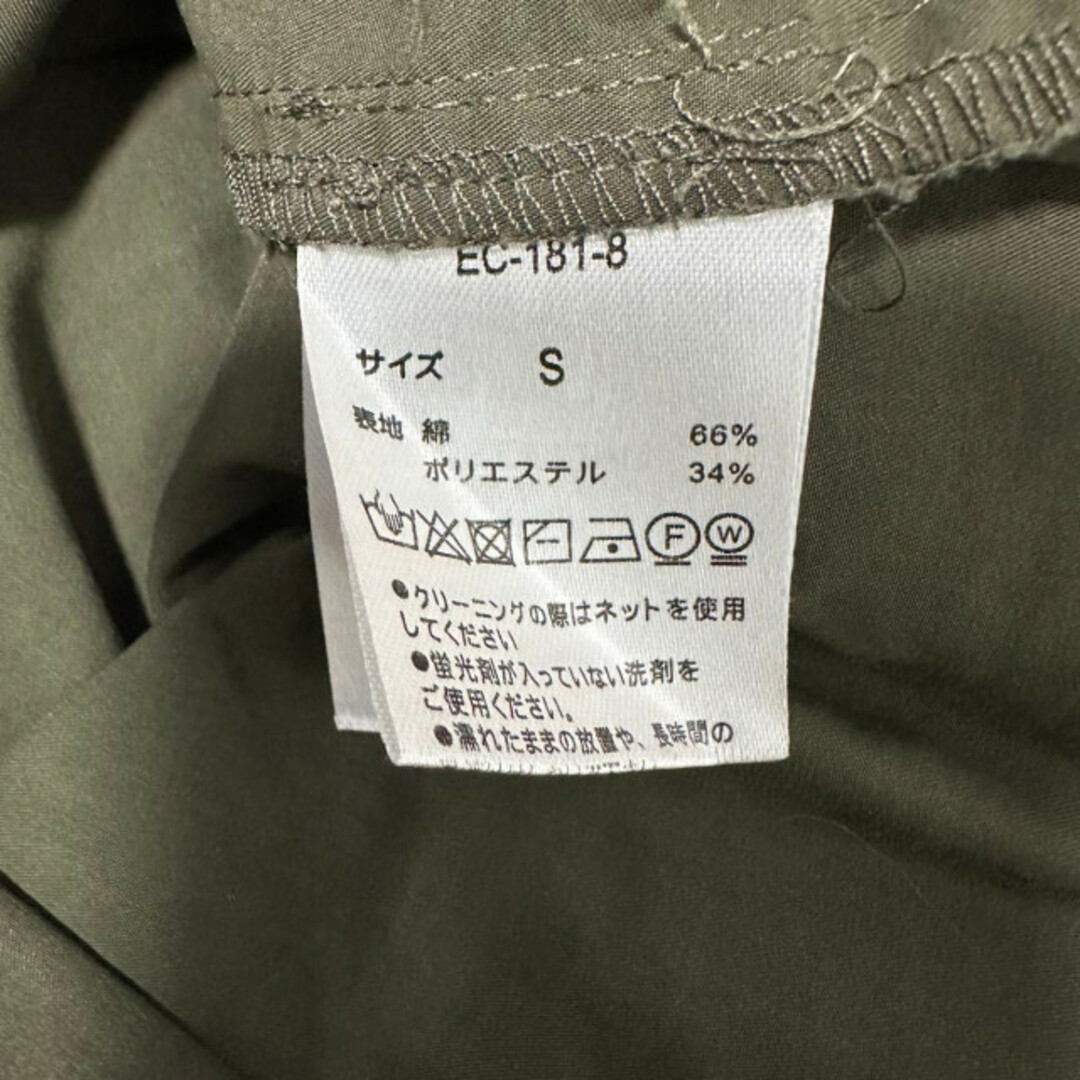 EC-181-8
サイズ S
表地 綿 66%
ポリエステル 34%
F W
●クリーニングの際はネットを使用
してください
●蛍光剤が入っていない洗剤を
ご使用ください。
●濡れたままの放置や、長時間の